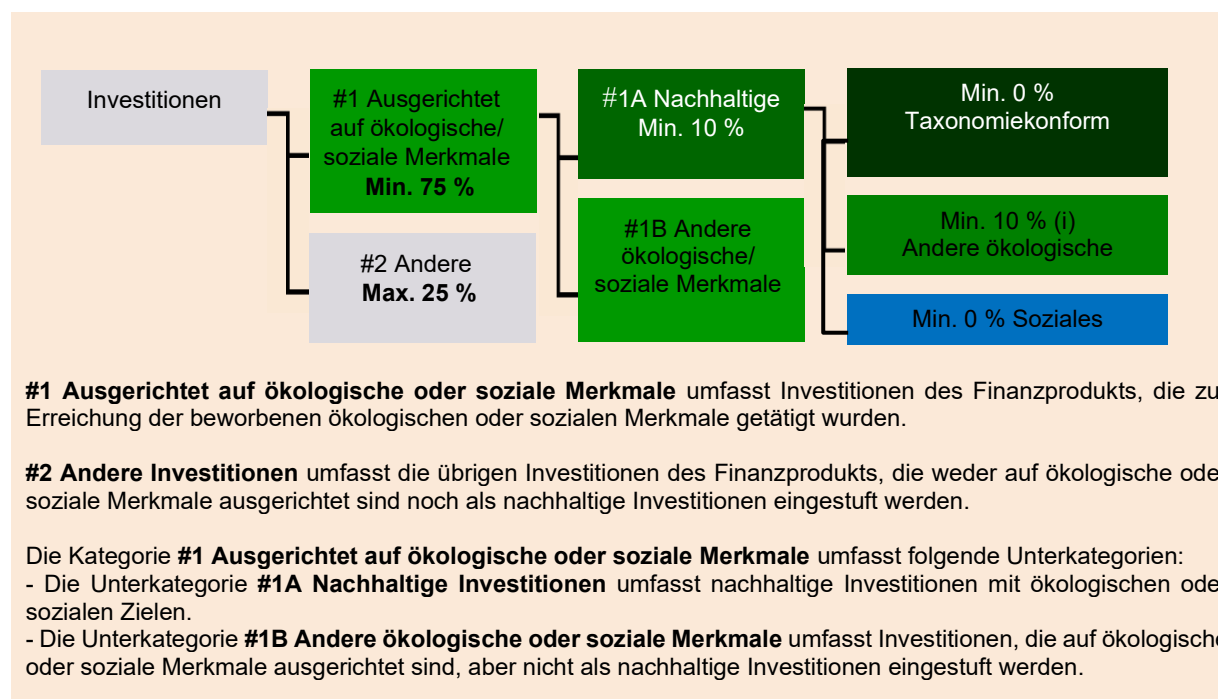 Investitionen
#1 Ausgerichtet
auf ökologische/
soziale Merkmale
Min. 75 %
#2 Andere
Max. 25 %
#1A Nachhaltige
Min. 10 %
#1B Andere
ökologische/
soziale Merkmale
Min. 0 %
Taxonomiekonform
Min. 10 % (i)
Andere ökologische
Min. 0 % Soziales
#1 Ausgerichtet auf ökologische oder soziale Merkmale umfasst Investitionen des Finanzprodukts, die zu
Erreichung der beworbenen ökologischen oder sozialen Merkmale getätigt wurden.
#2 Andere Investitionen umfasst die übrigen Investitionen des Finanzprodukts, die weder auf ökologische ode
soziale Merkmale ausgerichtet sind noch als nachhaltige Investitionen eingestuft werden.
Die Kategorie #1 Ausgerichtet auf ökologische oder soziale Merkmale umfasst folgende Unterkategorien:
- Die Unterkategorie #1A Nachhaltige Investitionen umfasst nachhaltige Investitionen mit ökologischen ode
sozialen Zielen.
- Die Unterkategorie #1B Andere ökologische oder soziale Merkmale umfasst Investitionen, die auf ökologische
oder soziale Merkmale ausgerichtet sind, aber nicht als nachhaltige Investitionen eingestuft werden.